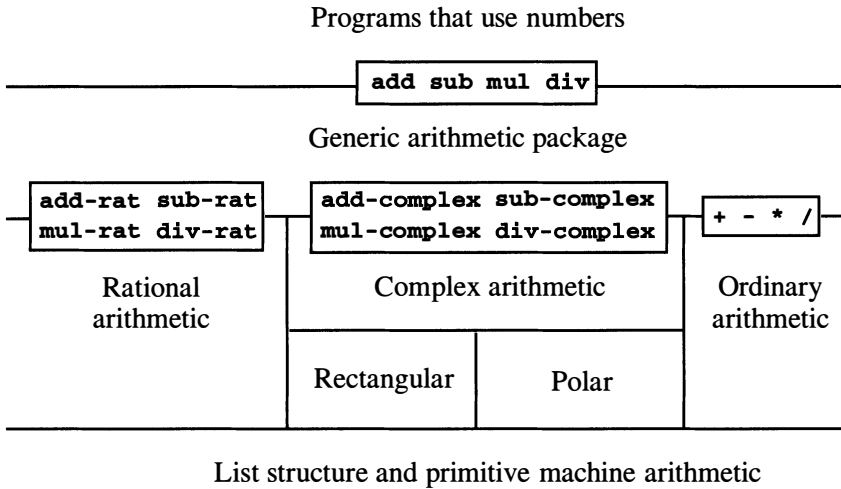 Programs that use numbers
add sub mul div
Generic arithmetic package
add-rat sub-rat
mul-rat div-rat
add-complex sub-complex
mul-complex div-complex
+ - * /
Rational
arithmetic
Complex arithmetic
Ordinary
arithmetic
Rectangular
Polar
List structure and primitive machine arithmetic